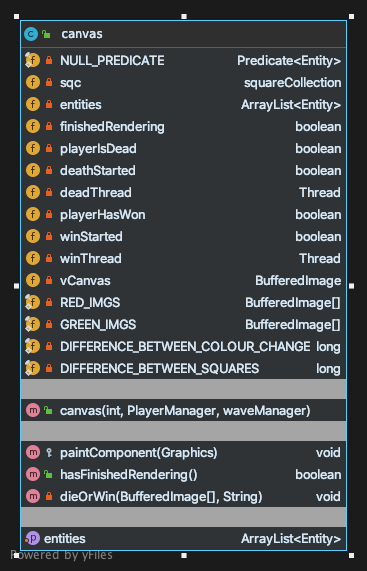 canvas
NULL_PREDICATE Predicate<Entity>
sqc squareCollection
entities ArrayList<Entity>
finishedRendering boolean
playerIsDead boolean
deathStarted boolean
deadThread Thread
playerHasWon boolean
winStarted boolean
winThread Thread
vCanvas BufferedImage
RED_IMGS BufferedImage[]
GREEN_IMGS BufferedImage[]
DIFFERENCE_BETWEEN_COLOUR_CHANGE long
DIFFERENCE_BETWEEN_SQUARES long
canvas(int, PlayerManager, waveManager)
paintComponent(Graphics) void
hasFinishedRendering() boolean
dieOrWin(BufferedImage[], String) void
entities ArrayList<Entity>
Powered by yFiles